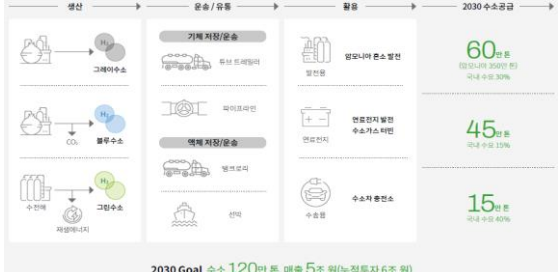 생산
운송 / 유통
활용
2030 수소공급
H₂
그레이수소
기체 저장/운송
튜브 트레일러
발전용
암모니아 혼소 발전
60만 톤
(암모니아 350만 톤)
국내 수요 30%
파이프라인
H₂
CO₂
블루수소
액체 저장/운송
연료전지
연료전지 발전
수소가스 터빈
45만 톤
국내 수요 15%
탱크로리
H₂
수전해
그린수소
재생에너지
선박
수송용
수소차 충전소
15만 톤
국내 수요 40%
2030 Goal 수소 120만 톤, 매출 5조 원(누적투자 6조 원)